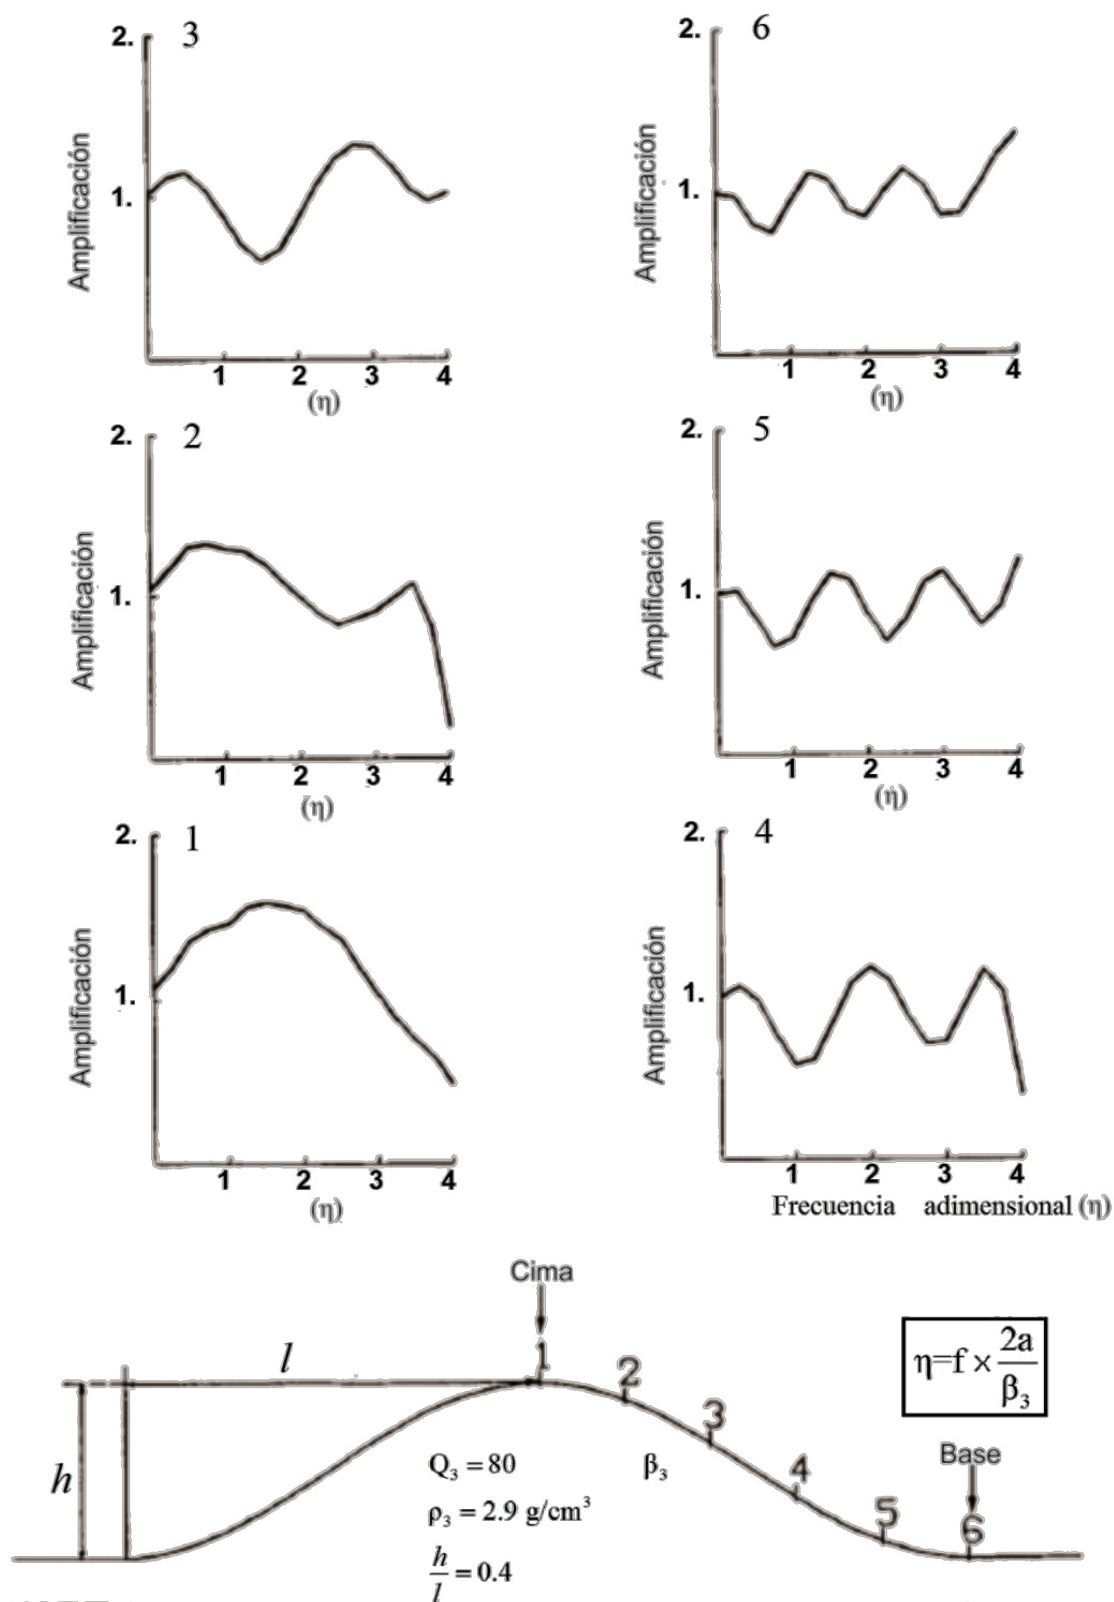 3
2.
Amplificación
1.
1 2 3 4
(η)
6
2.
Amplificación
1.
1 2 3 4
(η)
2
2.
Amplificación
1.
1 2 3 4
(η)
5
2.
Amplificación
1.
1 2 3 4
(η)
1
2.
Amplificación
1.
1 2 3 4
(η)
4
2.
Amplificación
1.
1 2 3 4
Frecuencia adimensional (η)
Cima
l
1
2
3
4
5
6
h
Q₃ = 80
β₃
ρ₃ = 2.9 g/cm³
h/l = 0.4
η=f × 2a/β₃
Base